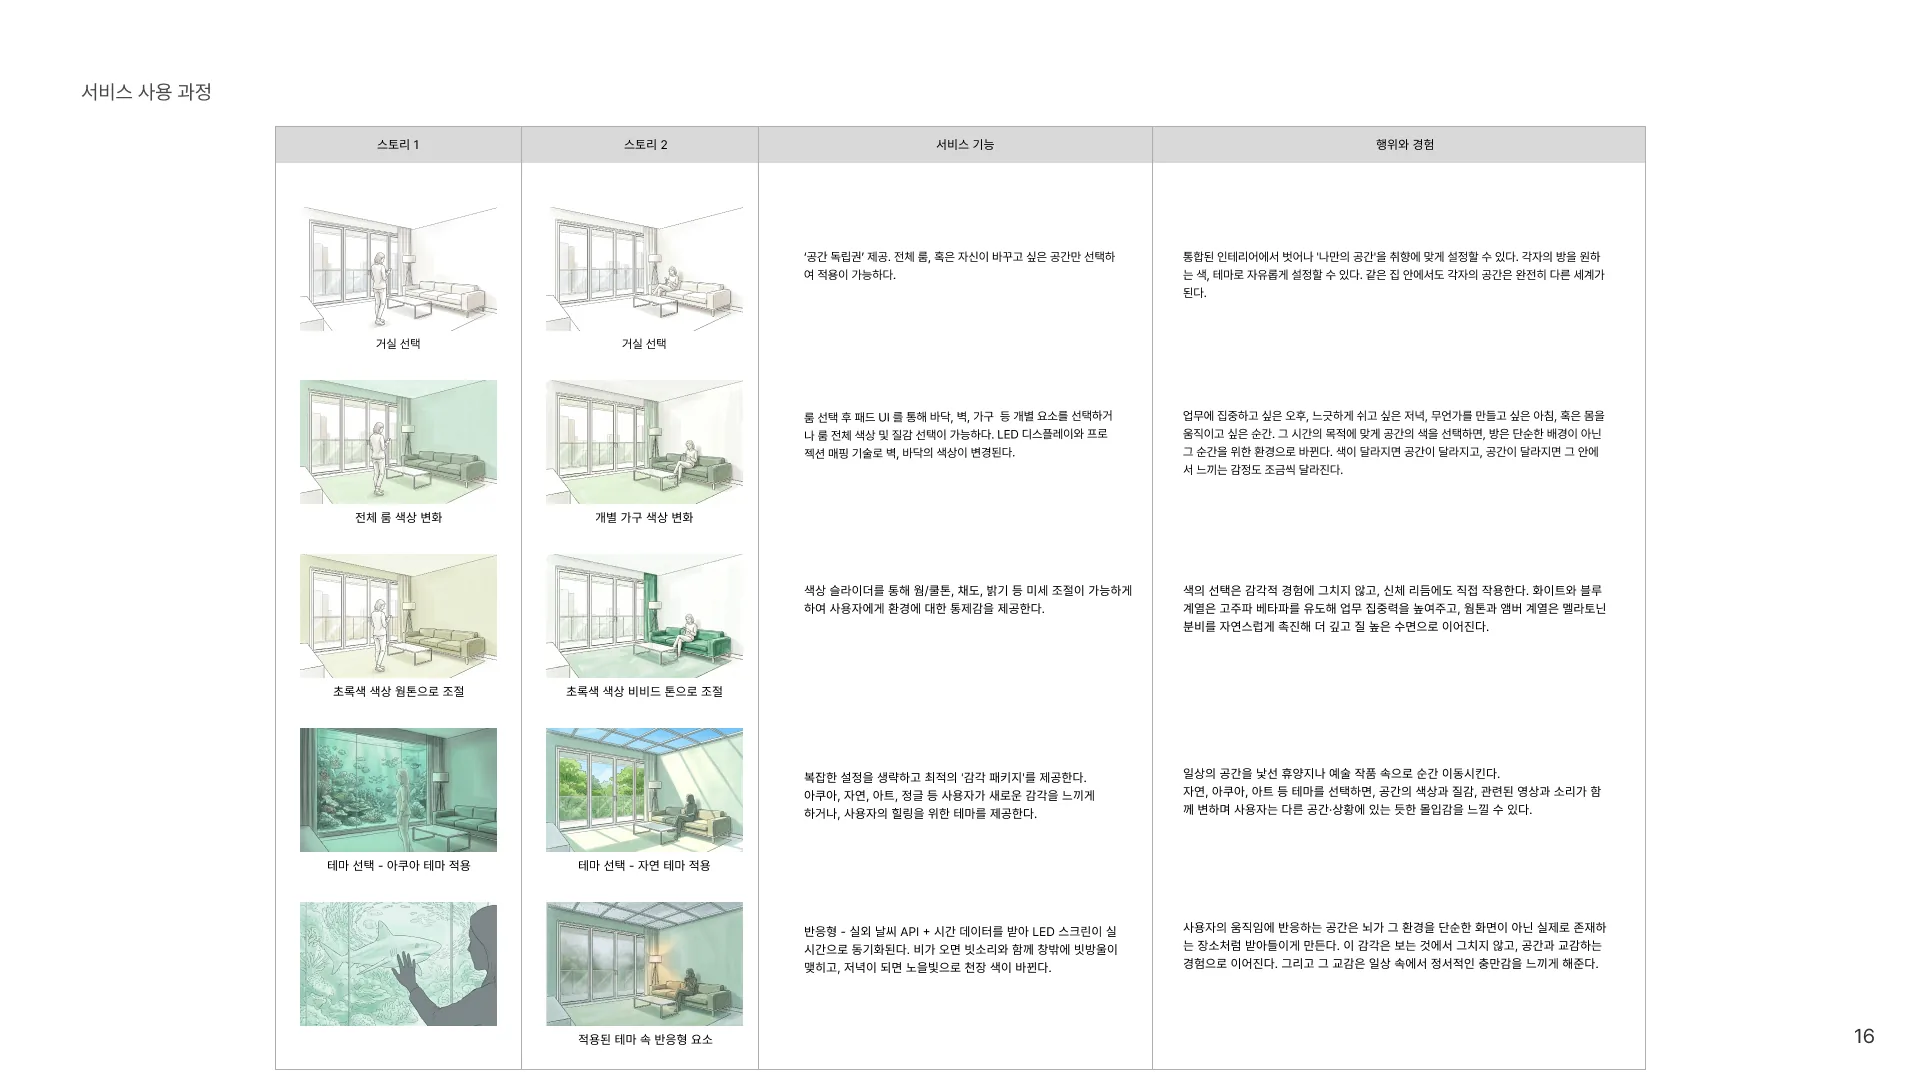 서비스 사용 과정
스토리 1
스토리 2
서비스 기능
행위와 경험
거실 선택
거실 선택
‘공간 독립권’ 제공. 전체 룸, 혹은 자신이 바꾸고 싶은 공간만 선택하
여 적용이 가능하다.
통합된 인테리어에서 벗어나 '나만의 공간'을 취향에 맞게 설정할 수 있다. 각자의 방을 원하
는 색, 테마로 자유롭게 설정할 수 있다. 같은 집 안에서도 각자의 공간은 완전히 다른 세계가
된다.
전체 룸 색상 변화
개별 가구 색상 변화
룸 선택 후 패드 UI 를 통해 바닥, 벽, 가구 등 개별 요소를 선택하거
나 룸 전체 색상 및 질감 선택이 가능하다. LED 디스플레이와 프로
젝션 매핑 기술로 벽, 바닥의 색상이 변경된다.
업무에 집중하고 싶은 오후, 느긋하게 쉬고 싶은 저녁, 무언가를 만들고 싶은 아침, 혹은 몸을
움직이고 싶은 순간. 그 시간의 목적에 맞게 공간의 색을 선택하면, 방은 단순한 배경이 아닌
그 순간을 위한 환경으로 바뀐다. 색이 달라지면 공간이 달라지고, 공간이 달라지면 그 안에
서 느끼는 감정도 조금씩 달라진다.
초록색 색상 웜톤으로 조절
초록색 색상 비비드 톤으로 조절
색상 슬라이더를 통해 웜/쿨톤, 채도, 밝기 등 미세 조절이 가능하게
하여 사용자에게 환경에 대한 통제감을 제공한다.
색의 선택은 감각적 경험에 그치지 않고, 신체 리듬에도 직접 작용한다. 화이트와 블루
계열은 고주파 베타파를 유도해 업무 집중력을 높여주고, 웜톤과 앰버 계열은 멜라토닌
분비를 자연스럽게 촉진해 더 깊고 질 높은 수면으로 이어진다.
테마 선택 - 아쿠아 테마 적용
테마 선택 - 자연 테마 적용
복잡한 설정을 생략하고 최적의 '감각 패키지'를 제공한다.
아쿠아, 자연, 아트, 정글 등 사용자가 새로운 감각을 느끼게
하거나, 사용자의 힐링을 위한 테마를 제공한다.
일상의 공간을 낯선 휴양지나 예술 작품 속으로 순간 이동시킨다.
자연, 아쿠아, 아트 등 테마를 선택하면, 공간의 색상과 질감, 관련된 영상과 소리가 함
께 변하며 사용자는 다른 공간·상황에 있는 듯한 몰입감을 느낄 수 있다.
적용된 테마 속 반응형 요소
반응형 - 실외 날씨 API + 시간 데이터를 받아 LED 스크린이 실
시간으로 동기화된다. 비가 오면 빗소리와 함께 창밖에 빗방울이
맺히고, 저녁이 되면 노을빛으로 천장 색이 바뀐다.
사용자의 움직임에 반응하는 공간은 뇌가 그 환경을 단순한 화면이 아닌 실제로 존재하
는 장소처럼 받아들이게 만든다. 이 감각은 보는 것에서 그치지 않고, 공간과 교감하는
경험으로 이어진다. 그리고 그 교감은 일상 속에서 정서적인 충만감을 느끼게 해준다.
16